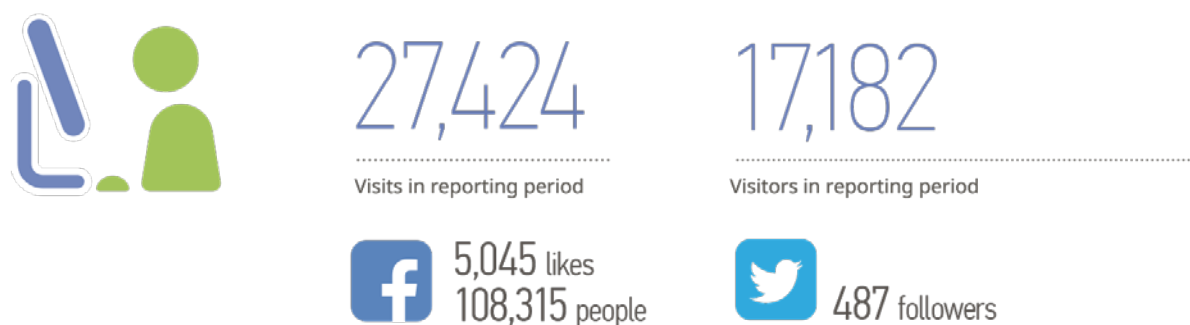 27,424
17,182
Visits in reporting period
Visitors in reporting period
5,045 likes
108,315 people
487 followers